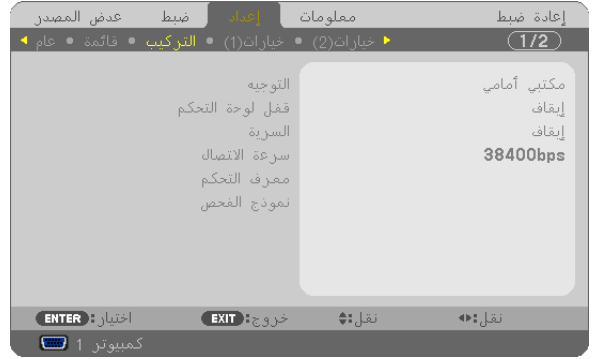 عدض المصدر ضبط إعداد معلومات إعادة ضبط
عام • قائمة • التركيب • خيارات(1) • خيارات(2) 1/2
التوجيه مكتبي أمامي
قفل لوحة التحكم إيقاف
السرية إيقاف
سرعة الاتصال 38400bps
معرف التحكم
نموذج الفحص
ENTER :اختيار EXIT :خروج نقل: نقل:
كمبيوتر 1